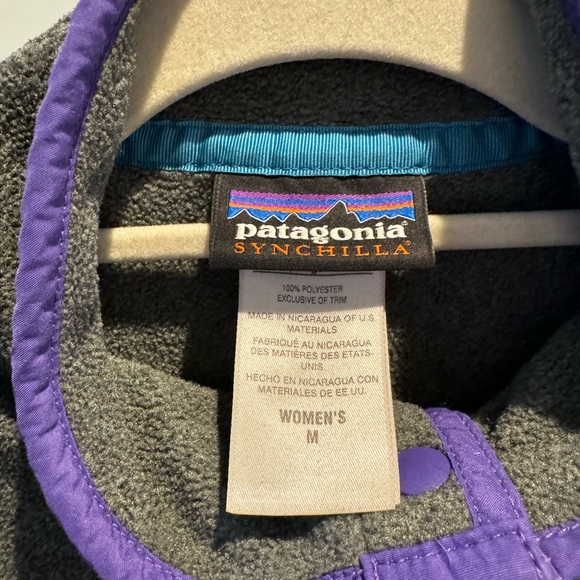 patagonia®
SYNCHILLA®
100% POLYESTER
EXCLUSIVE OF TRIM
MADE IN NICARAGUA OF U.S.
MATERIALS
FABRIQUÉ AU NICARAGUA
DES MATIÈRES DES ETATS-
UNIS
HECHO EN NICARAGUA CON
MATERIALES DE EE.UU.
WOMEN'S
M